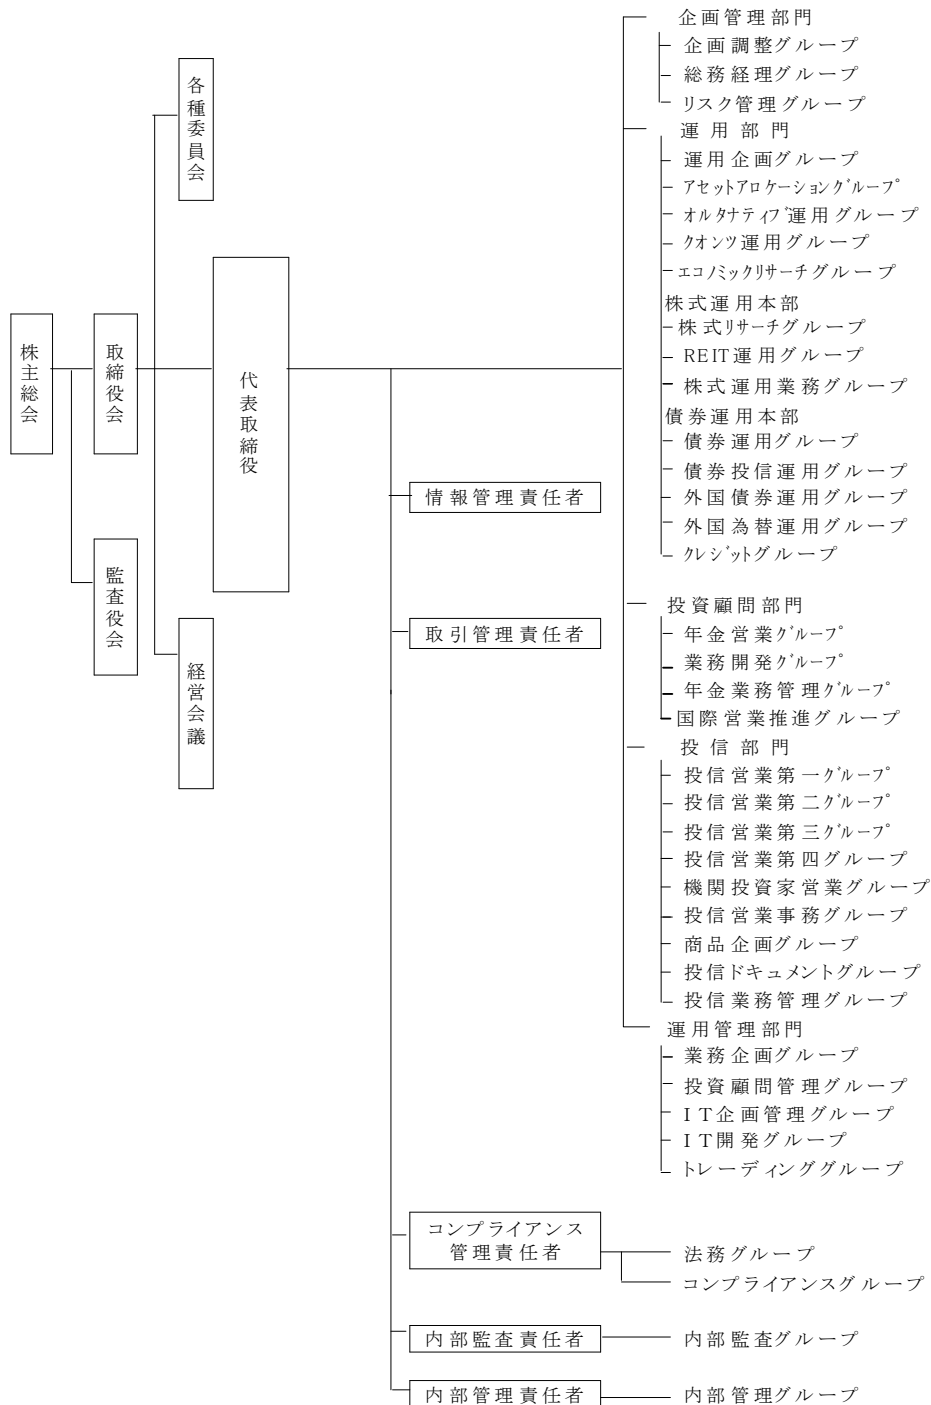 株主総会
取締役会
監査役会
各種委員会
代表取締役
経営会議
情報管理責任者
取引管理責任者
コンプライアンス
管理責任者
内部監査責任者
内部管理責任者
企画管理部門
企画調整グループ
総務経理グループ
リスク管理グループ
運用部門
運用企画グループ
アセットアロケーショングループ
オルタナティブ運用グループ
クオンツ運用グループ
エコノミックリサーチグループ
株式運用本部
株式リサーチグループ
REIT運用グループ
株式運用業務グループ
債券運用本部
債券運用グループ
債券投信運用グループ
外国債券運用グループ
外国為替運用グループ
クレジットグループ
投資顧問部門
年金営業グループ
業務開発グループ
年金業務管理グループ
国際営業推進グループ
投信部門
投信営業第一グループ
投信営業第二グループ
投信営業第三グループ
投信営業第四グループ
機関投資家営業グループ
投信営業事務グループ
商品企画グループ
投信ドキュメントグループ
投信業務管理グループ
運用管理部門
業務企画グループ
投資顧問管理グループ
IT企画管理グループ
IT開発グループ
トレーディンググループ
法務グループ
コンプライアンスグループ
内部監査グループ
内部管理グループ